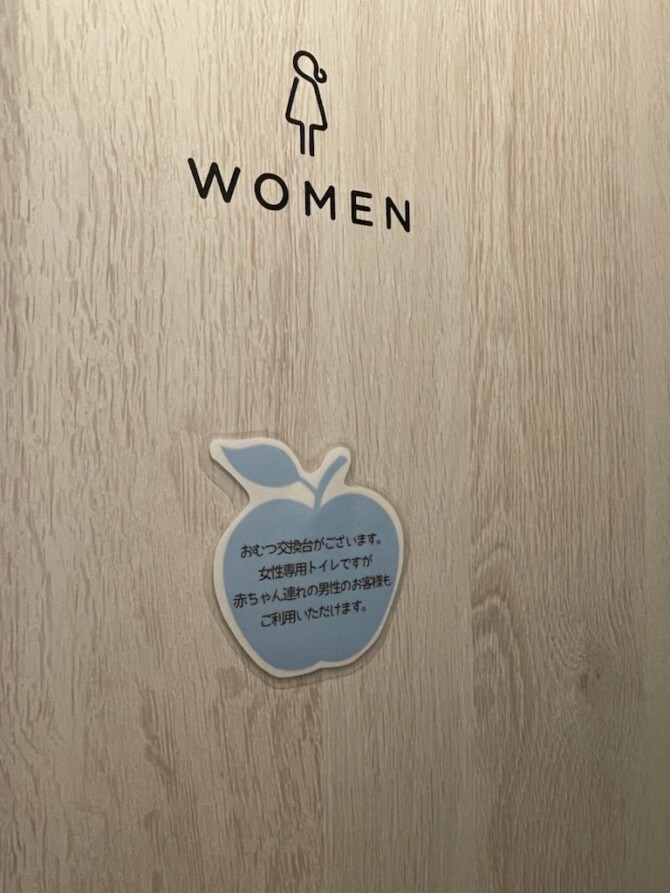 WOMEN
おむつ交換台がございます。
女性専用トイレですが
赤ちゃん連れの男性のお客様も
ご利用いただけます。